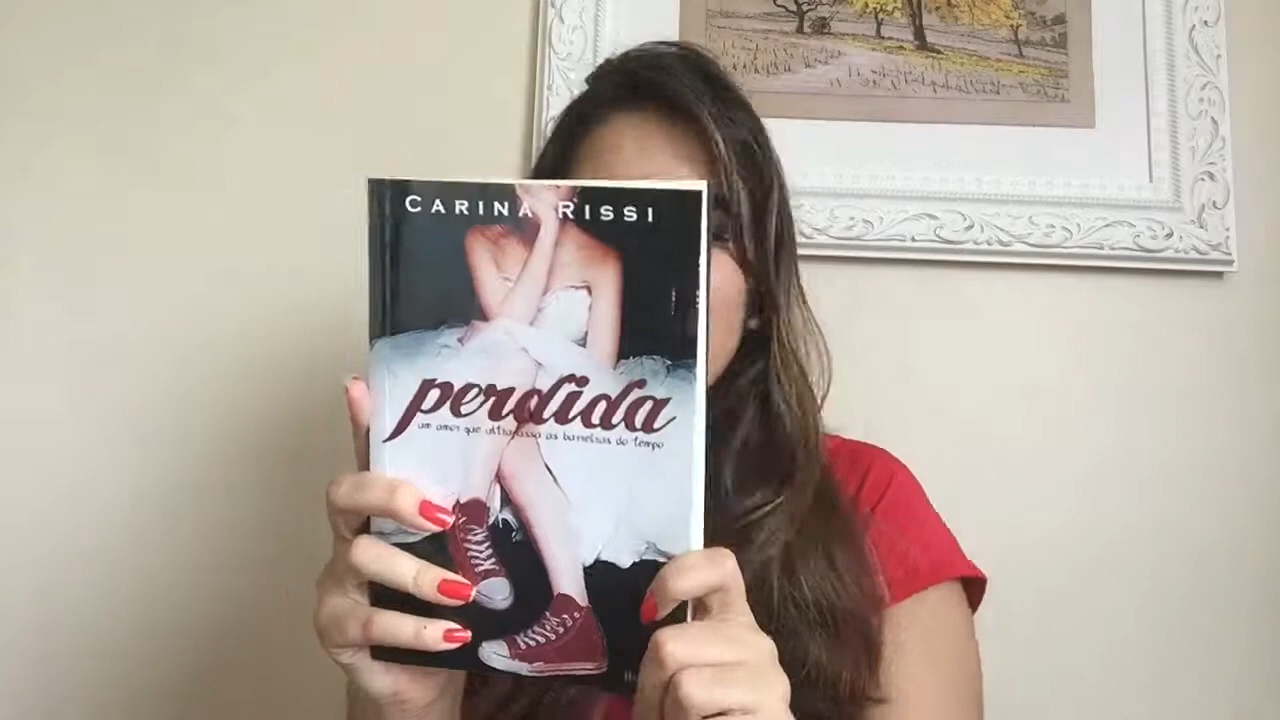 CARINA RISSI
perdida
um amor que ultrapassa as barreiras do tempo